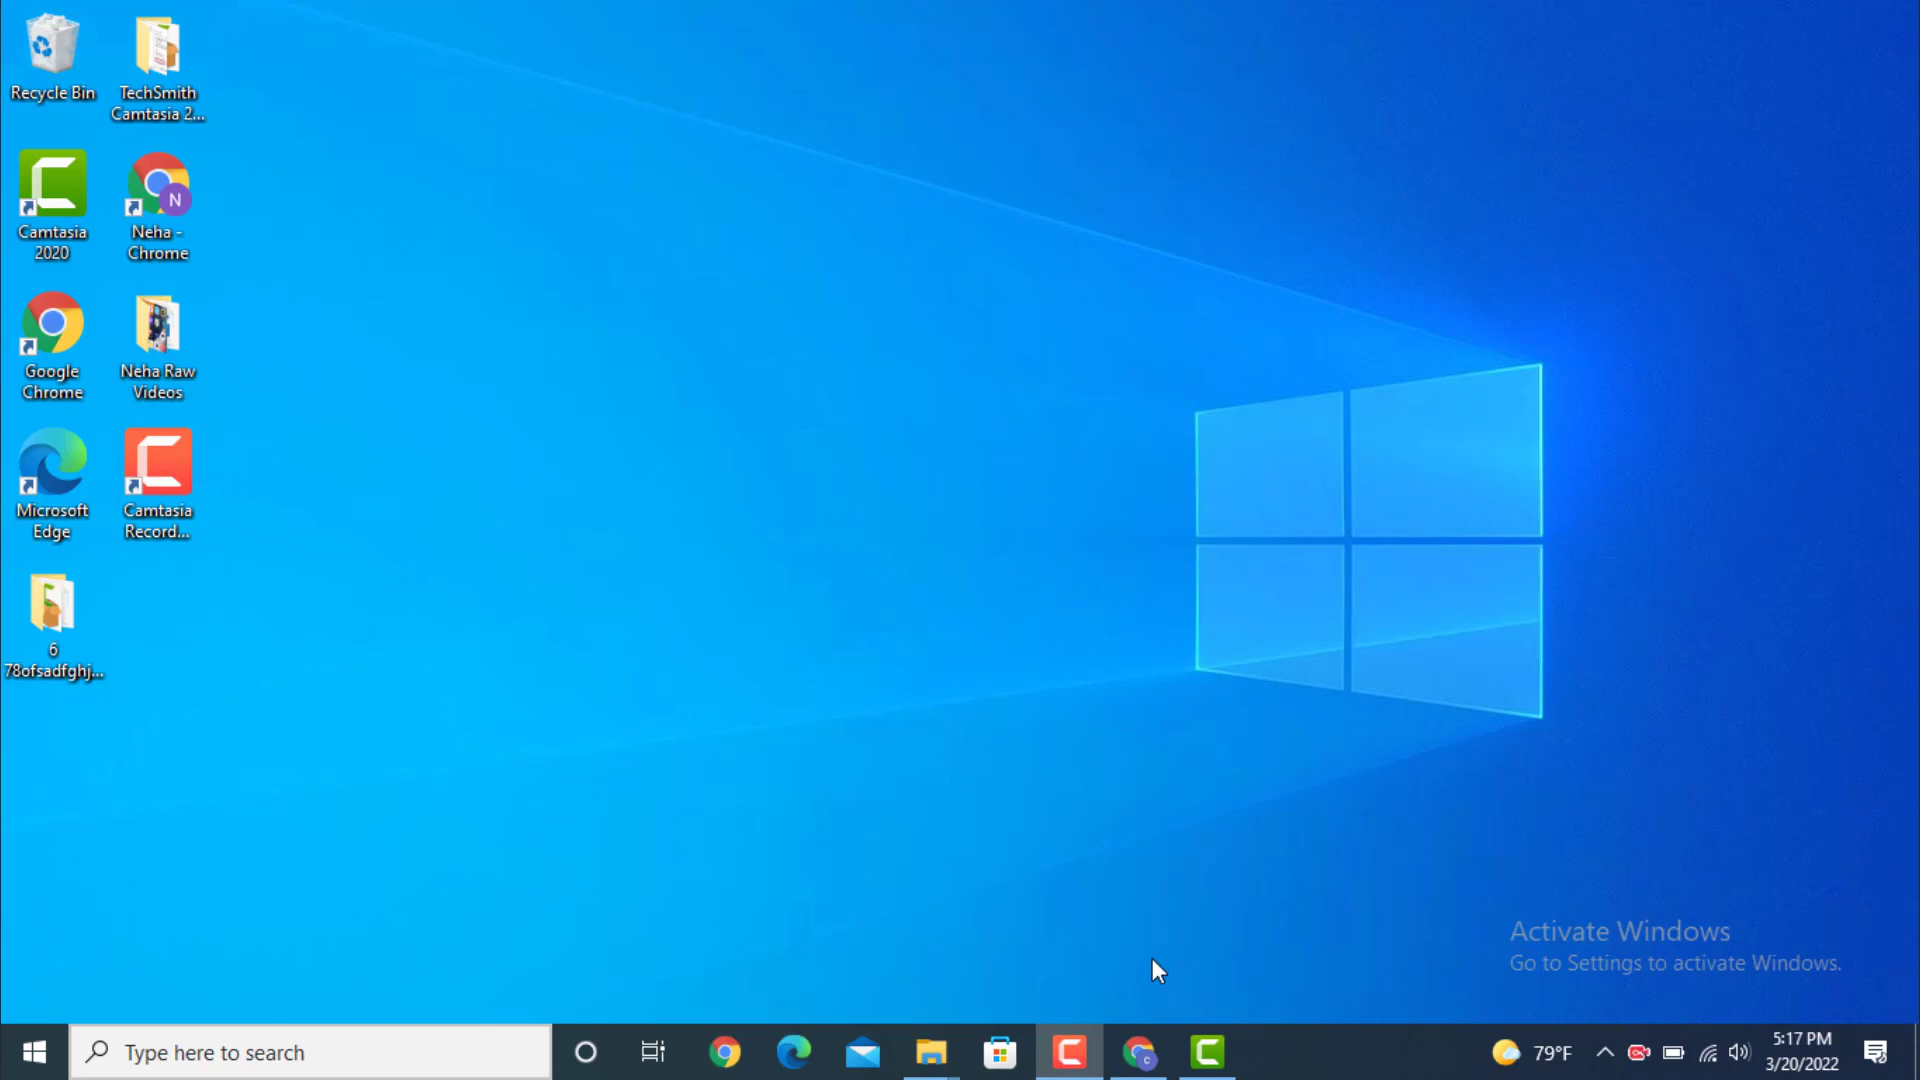 Recycle Bin
TechSmith
Camtasia 2...
Camtasia
2020
N
Neha -
Chrome
Google
Chrome
Neha Raw
Videos
Microsoft
Edge
Camtasia
Record...
6
78ofsadfghj...
Activate Windows
Go to Settings to activate Windows.
Type here to search
C
79°F
5:17 PM
3/20/2022